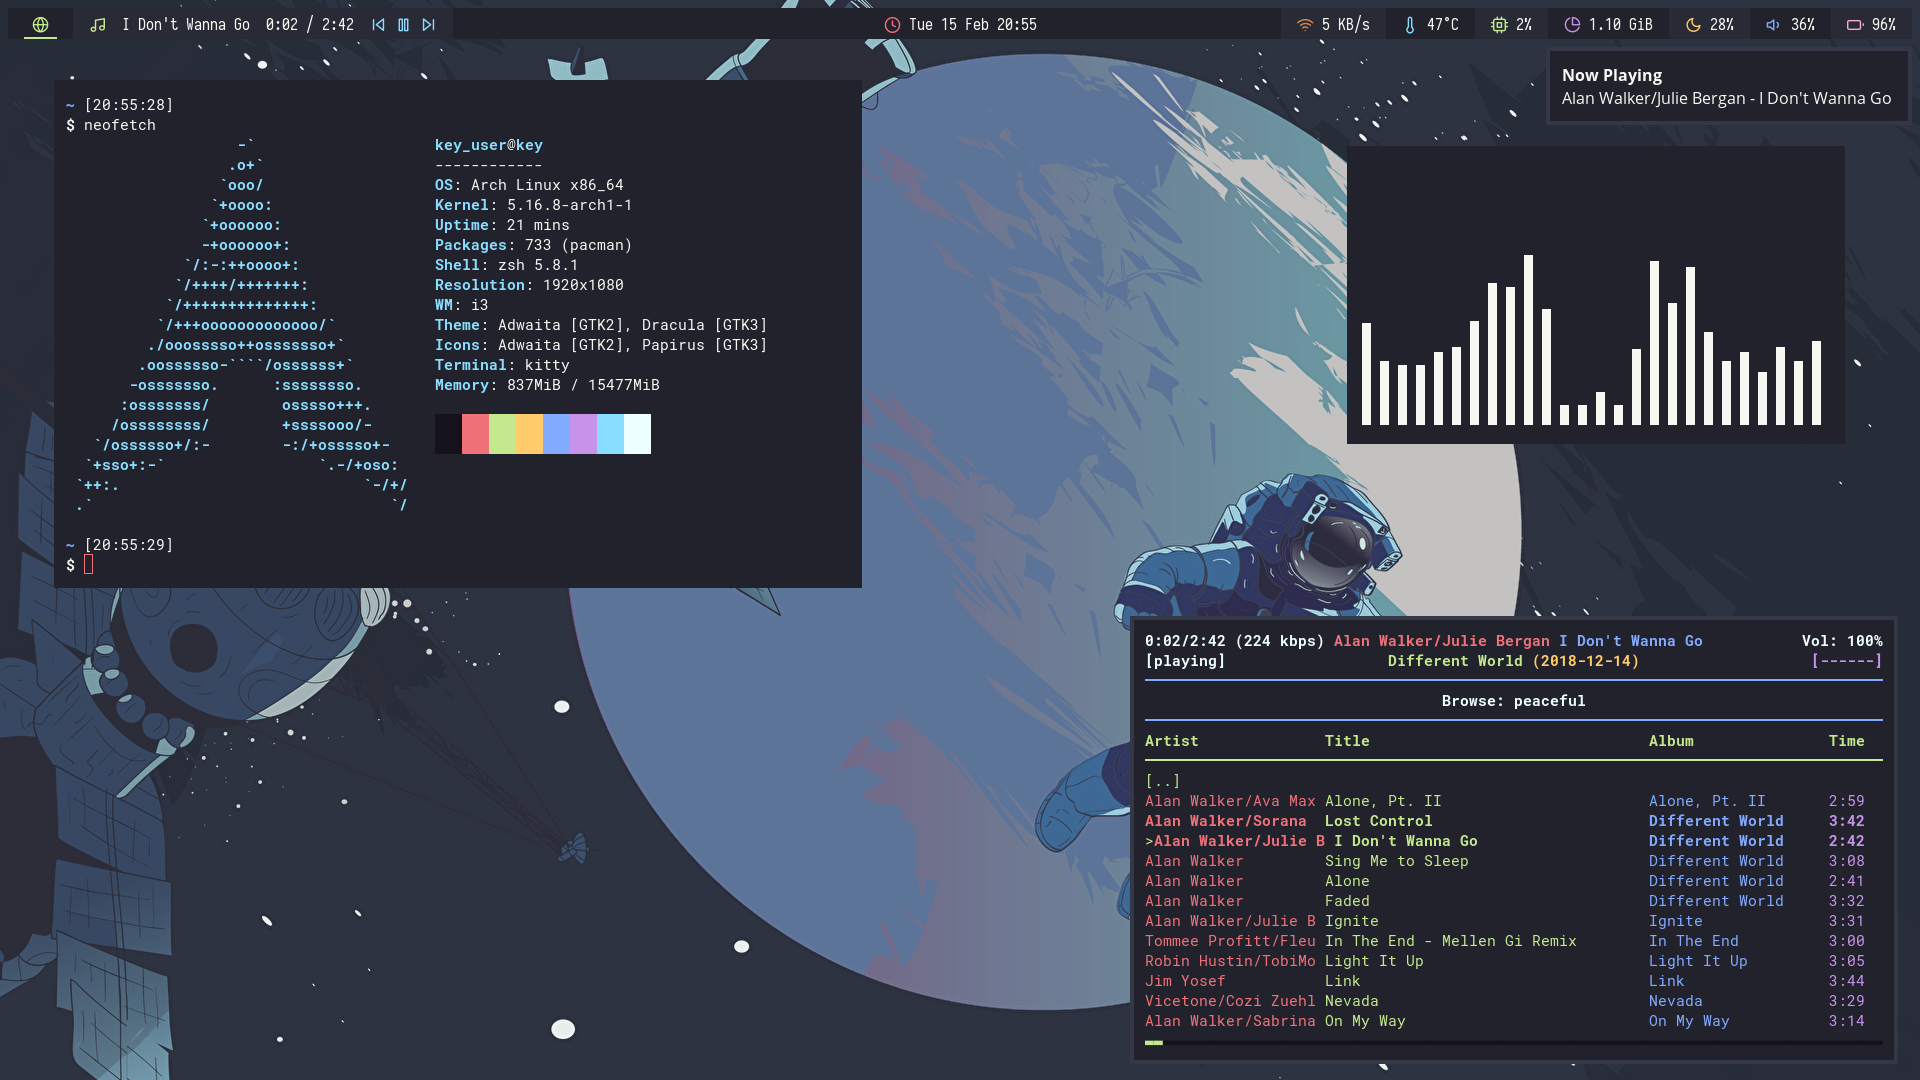 I Don't Wanna Go 0:02 / 2:42
Tue 15 Feb 20:55
5 KB/s 47°C 2% 1.10 GiB 28% 36% 96%
Now Playing
Alan Walker/Julie Bergan - I Don't Wanna Go
~ [20:55:28]
$ neofetch
-`
.o+`
`ooo/
`+oooo:
`+oooooo:
-+oooooo+:
`/:-:++oooo+:
`/++++/+++++++:
`/++++++++++++++:
`/+++ooooooooooooo/`
./ooosssso++osssssso+`
.oossssso-````/ossssss+`
-osssssso. :ssssssso.
:osssssss/ osssso+++.
/ossssssss/ +ssssooo/-
`/ossssso+/:- -:/+osssso+-
`+sso+:-` `.-/+oso:
`++:. `-/+/
.` `/
key_user@key
------------
OS: Arch Linux x86_64
Kernel: 5.16.8-arch1-1
Uptime: 21 mins
Packages: 733 (pacman)
Shell: zsh 5.8.1
Resolution: 1920x1080
WM: i3
Theme: Adwaita [GTK2], Dracula [GTK3]
Icons: Adwaita [GTK2], Papirus [GTK3]
Terminal: kitty
Memory: 837MiB / 15477MiB
~ [20:55:29]
$
0:02/2:42 (224 kbps) Alan Walker/Julie Bergan I Don't Wanna Go Vol: 100%
[playing] Different World (2018-12-14) [------]
Browse: peaceful
Artist Title Album Time
[..]
Alan Walker/Ava Max Alone, Pt. II Alone, Pt. II 2:59
Alan Walker/Sorana Lost Control Different World 3:42
>Alan Walker/Julie B I Don't Wanna Go Different World 2:42
Alan Walker Sing Me to Sleep Different World 3:08
Alan Walker Alone Different World 2:41
Alan Walker Faded Different World 3:32
Alan Walker/Julie B Ignite Ignite 3:31
Tommee Profitt/Fleu In The End - Mellen Gi Remix In The End 3:00
Robin Hustin/TobiMo Light It Up Light It Up 3:05
Jim Yosef Link Link 3:44
Vicetone/Cozi Zuehl Nevada Nevada 3:29
Alan Walker/Sabrina On My Way On My Way 3:14